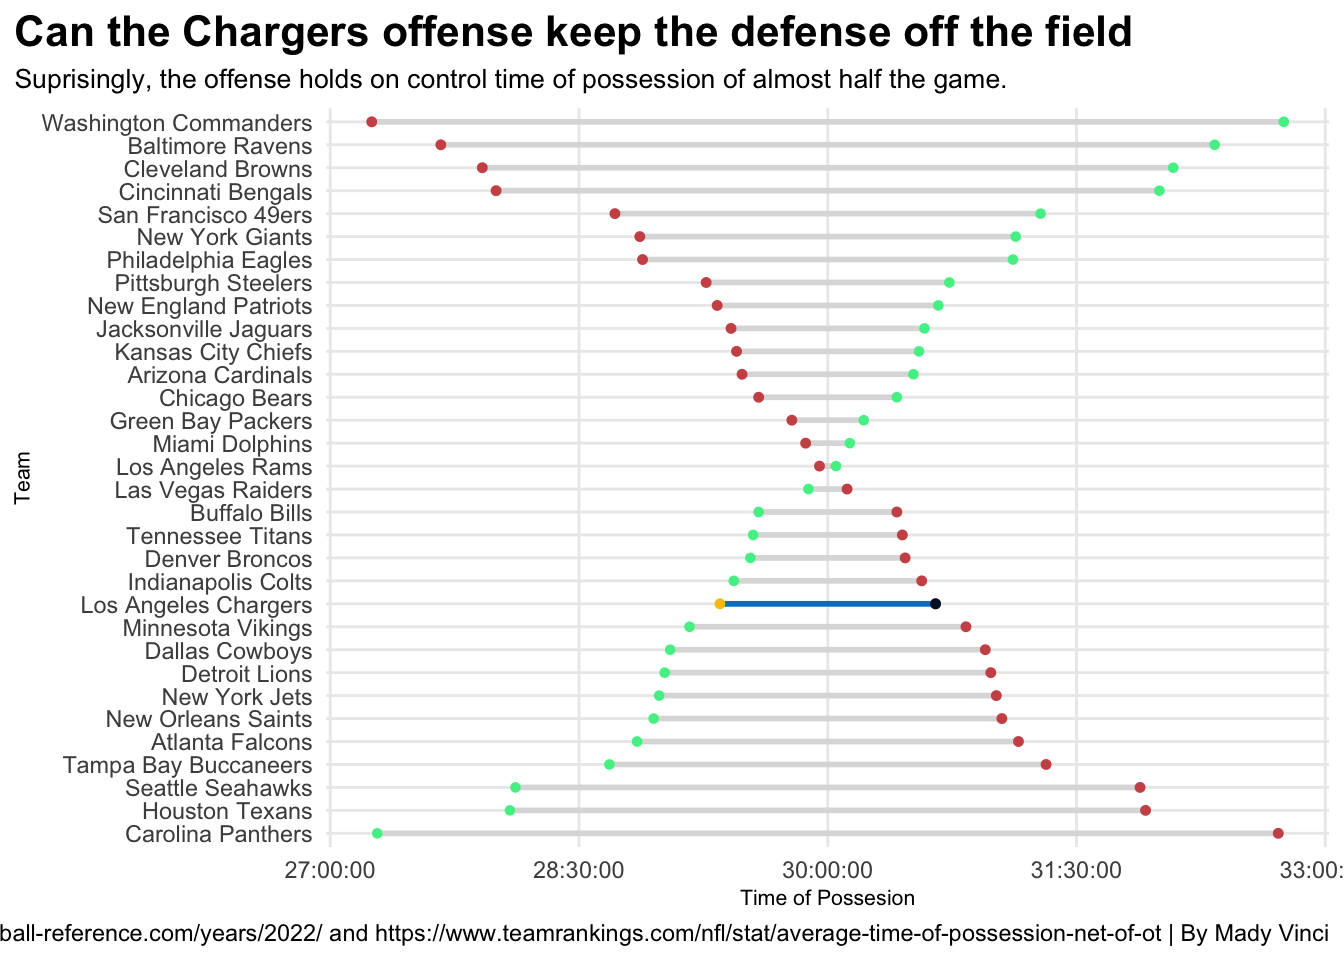 Can the Chargers offense keep the defense off the field
Suprisingly, the offense holds on control time of possession of almost half the game.
Washington Commanders
Baltimore Ravens
Cleveland Browns
Cincinnati Bengals
San Francisco 49ers
New York Giants
Philadelphia Eagles
Pittsburgh Steelers
New England Patriots
Jacksonville Jaguars
Kansas City Chiefs
Arizona Cardinals
Chicago Bears
Green Bay Packers
Miami Dolphins
Los Angeles Rams
Las Vegas Raiders
Buffalo Bills
Tennessee Titans
Denver Broncos
Indianapolis Colts
Los Angeles Chargers
Minnesota Vikings
Dallas Cowboys
Detroit Lions
New York Jets
New Orleans Saints
Atlanta Falcons
Tampa Bay Buccaneers
Seattle Seahawks
Houston Texans
Carolina Panthers
Team
27:00:00 28:30:00 30:00:00 31:30:00 33:00:
Time of Possesion
ball-reference.com/years/2022/ and https://www.teamrankings.com/nfl/stat/average-time-of-possession-net-of-ot | By Mady Vinci